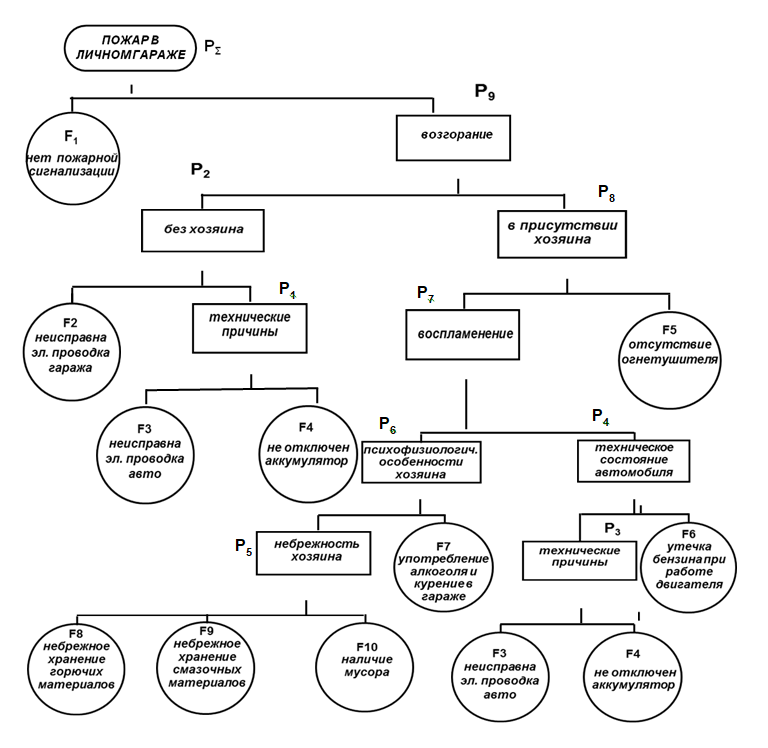 ПОЖАР В
ЛИЧНОМ ГАРАЖЕ
PΣ
P9
F1
нет пожарной
сигнализации
возгорание
P2
P8
без хозяина
в присутствии
хозяина
P1
P7
F2
неисправна
эл. проводка
гаража
технические
причины
воспламенение
F5
отсутствие
огнетушителя
F3
неисправна
эл. проводка
авто
F4
не отключен
аккумулятор
P6
P4
психофизиологич.
особенности
хозяина
техническое
состояние
автомобиля
P5
небрежность
хозяина
F7
употребление
алкоголя и
курение в
гараже
P3
технические
причины
F6
утечка
бензина при
работе
двигателя
F8
небрежное
хранение
горючих
материалов
F9
небрежное
хранение
смазочных
материалов
F10
наличие
мусора
F3
неисправна
эл. проводка
авто
F4
не отключен
аккумулятор